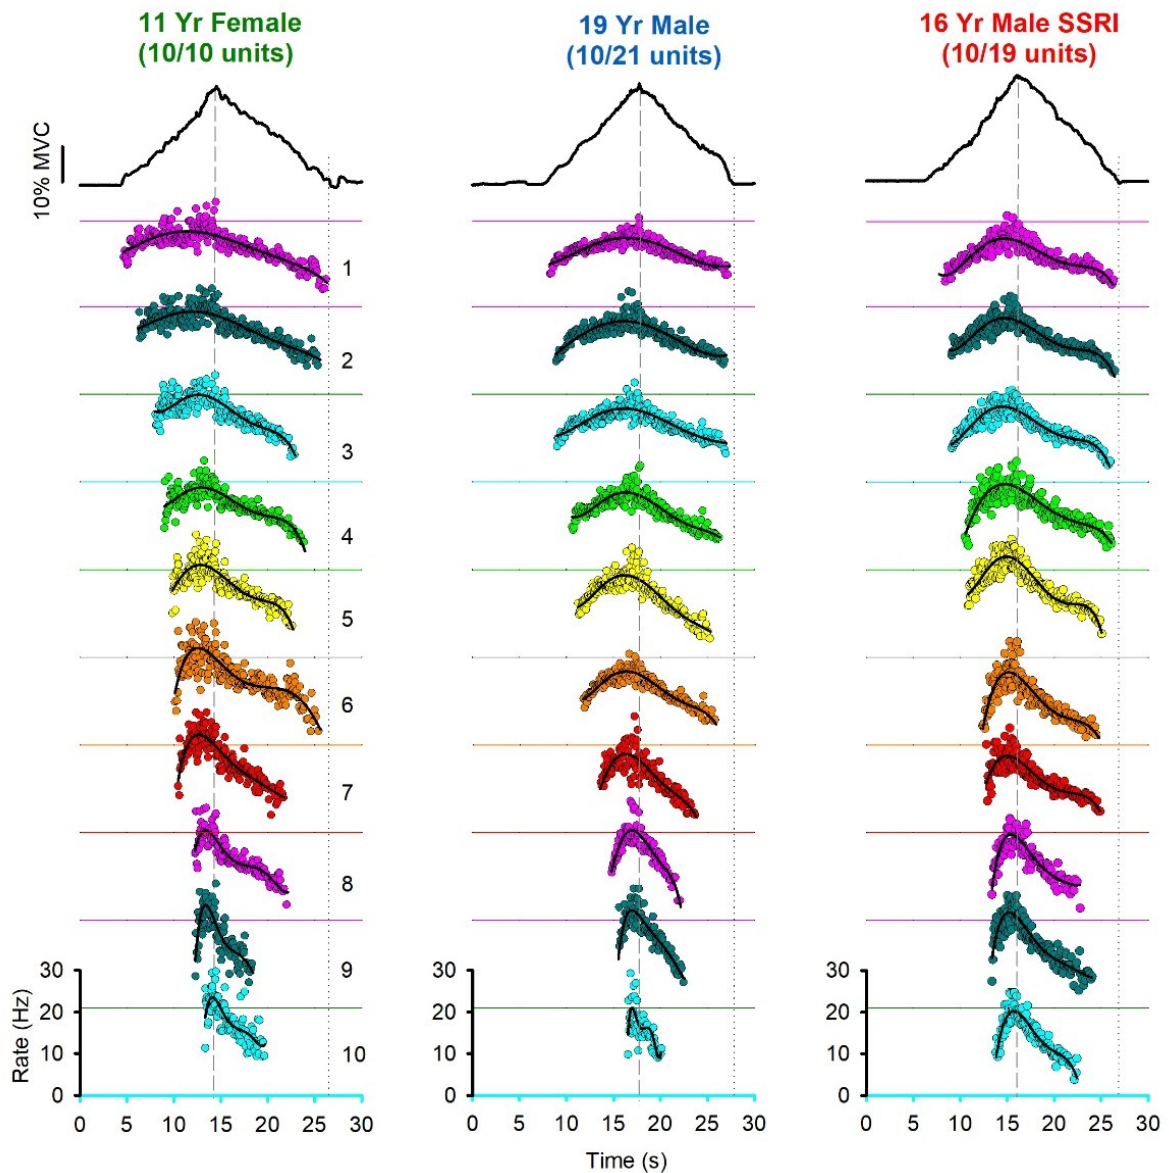 11 Yr Female
(10/10 units)
19 Yr Male
(10/21 units)
16 Yr Male SSRI
(10/19 units)
10% MVC
1
2
3
4
5
6
7
8
9
10
Rate (Hz)
30
20
10
0
30
20
10
0
30
20
10
0
0 5 10 15 20 25 30
0 5 10 15 20 25 30
0 5 10 15 20 25 30
Time (s)